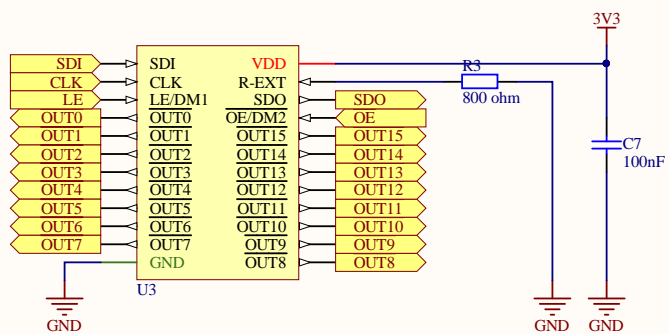 3V3
SDI SDI VDD R3
CLK CLK R-EXT 800 ohm
LE LE/DM1 SDO SDO
OUT0 OUT0 OE/DM2 OE
OUT1 OUT1 OUT15 OUT15
OUT2 OUT2 OUT14 OUT14
OUT3 OUT3 OUT13 OUT13
OUT4 OUT4 OUT12 OUT12
OUT5 OUT5 OUT11 OUT11
OUT6 OUT6 OUT10 OUT10
OUT7 OUT7 OUT9 OUT9
GND OUT8 OUT8
U3
C7
100nF
GND GND GND